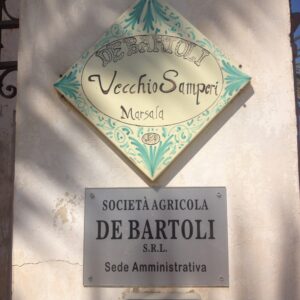 DE BARTOLI
Vecchio Samperi
Marsala
SOCIETÀ AGRICOLA
DE BARTOLI
S.R.L.
Sede Amministrativa